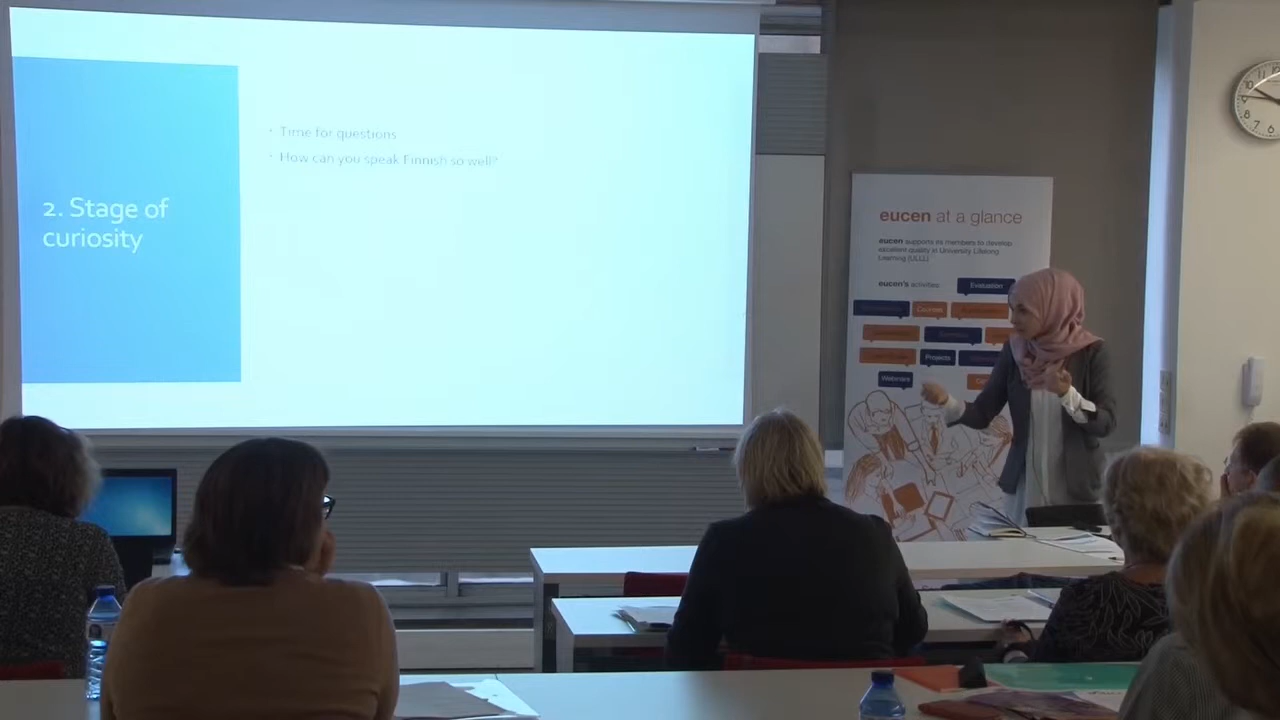 2. Stage of
curiosity
• Time for questions
• How can you speak Finnish so well?
eucen at a glance
eucen supports its members to develop
excellent quality in University Lifelong
Learning (ULLL)
eucen's activities:
Evaluation
Courses
Projects
Webinars